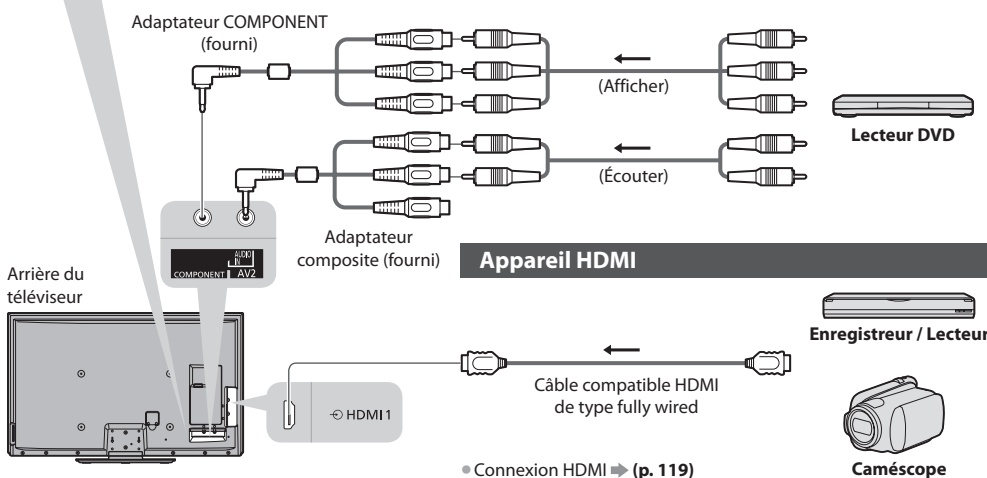 Adaptateur COMPONENT
(fourni)
(Afficher)
Lecteur DVD
(Écouter)
Adaptateur
composite (fourni)
AUDIO
IN
COMPONENT
AV2
Appareil HDMI
Arrière du
téléviseur
Enregistreur / Lecteur
HDMI 1
Câble compatible HDMI
de type fully wired
Connexion HDMI (p. 119)
Caméscope